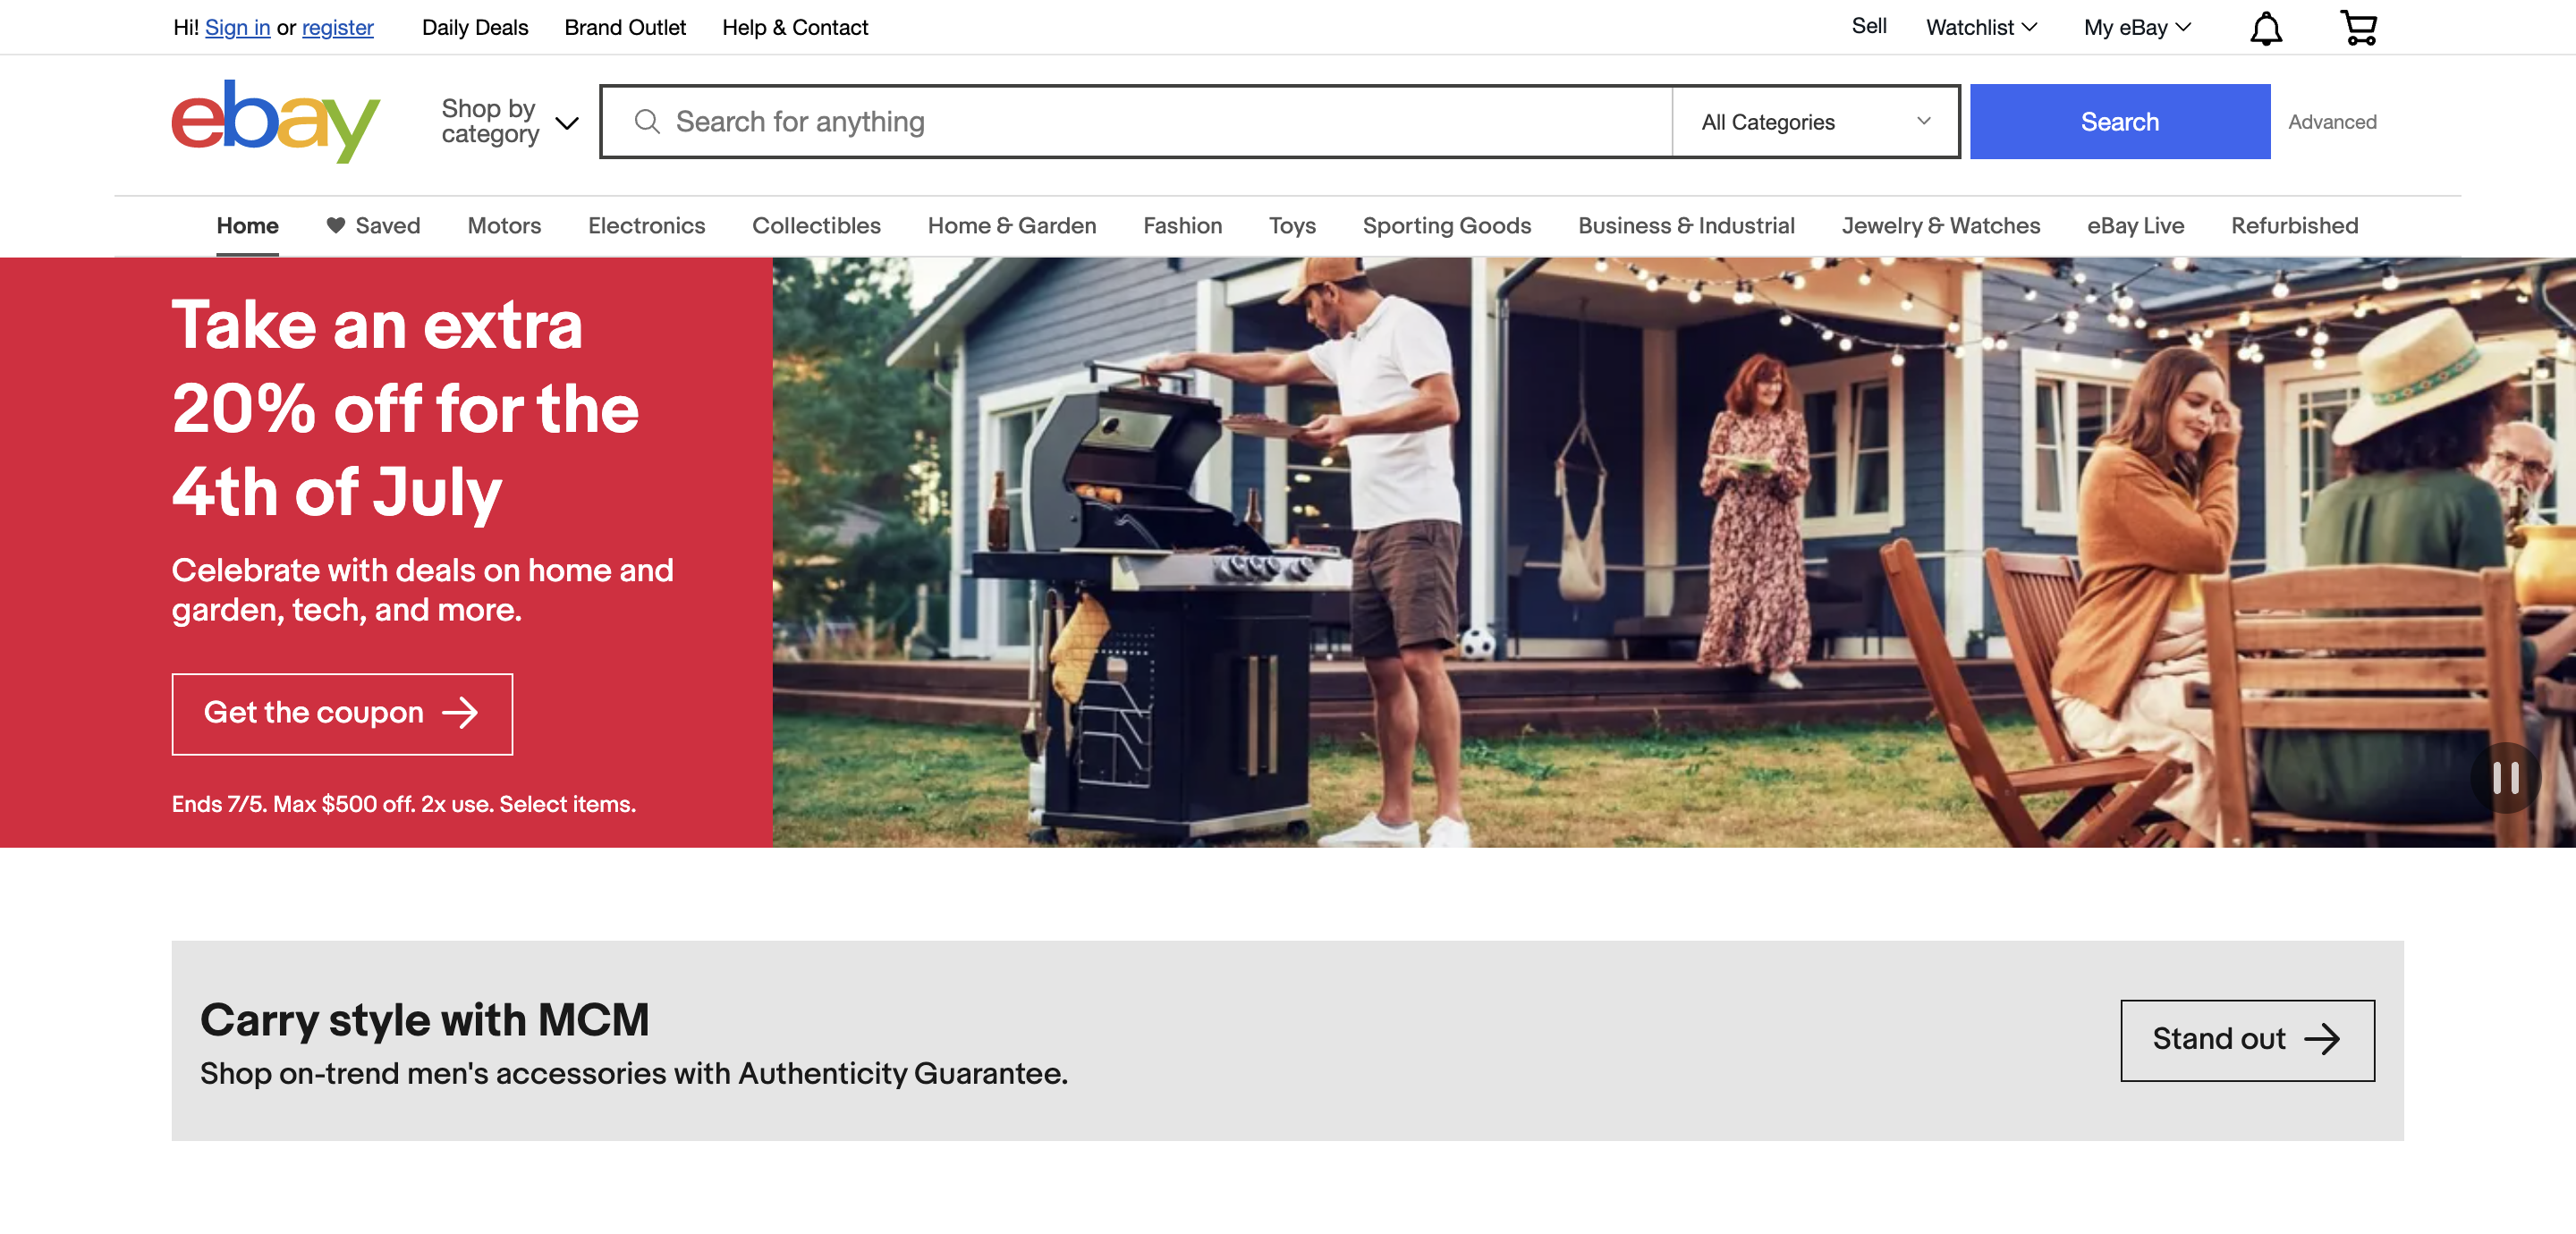 Hi! Sign in or register Daily Deals Brand Outlet Help & Contact Sell Watchlist My eBay
ebay Shop by category Search for anything All Categories Search Advanced
Home Saved Motors Electronics Collectibles Home & Garden Fashion Toys Sporting Goods Business & Industrial Jewelry & Watches eBay Live Refurbished
Take an extra
20% off for the
4th of July
Celebrate with deals on home and
garden, tech, and more.
Get the coupon
Ends 7/5. Max $500 off. 2x use. Select items.
Carry style with MCM
Shop on-trend men's accessories with Authenticity Guarantee.
Stand out